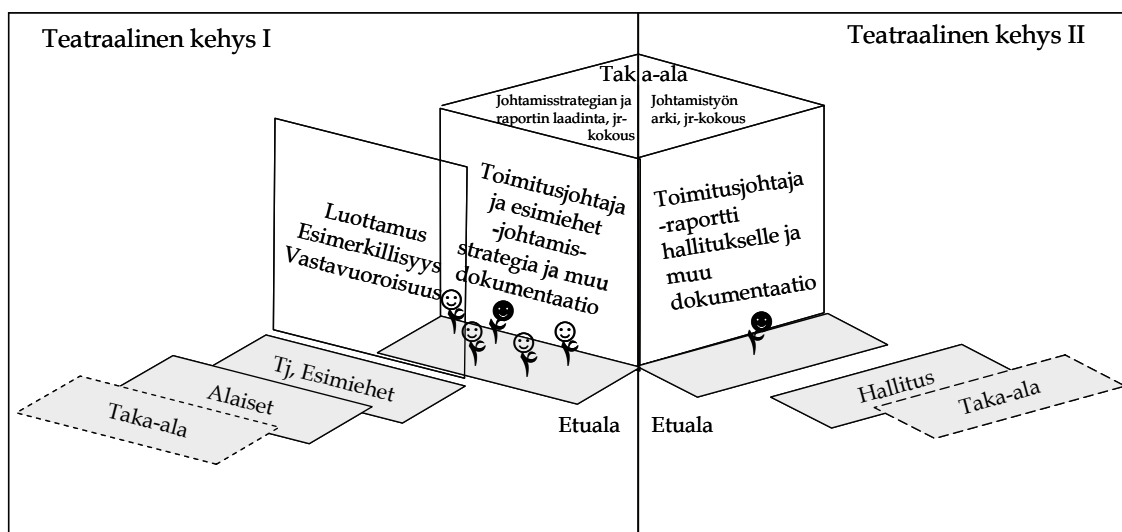 Teatraalinen kehys I
Teatraalinen kehys II
Taka-ala
Johtamisstrategian ja
raportin laadinta, jr-
kokous
Johtamistyön
arki, jr-kokous
Luottamus
Esimerkillisyys
Vastavuoroisuus
Toimitusjohtaja
ja esimiehet
-johtamis-
strategia ja muu
dokumentaatio
Toimitusjohtaja
-raportti
hallitukselle ja
muu
dokumentaatio
Tj, Esimiehet
Alaiset
Taka-ala
Etuala
Etuala
Hallitus
Taka-ala